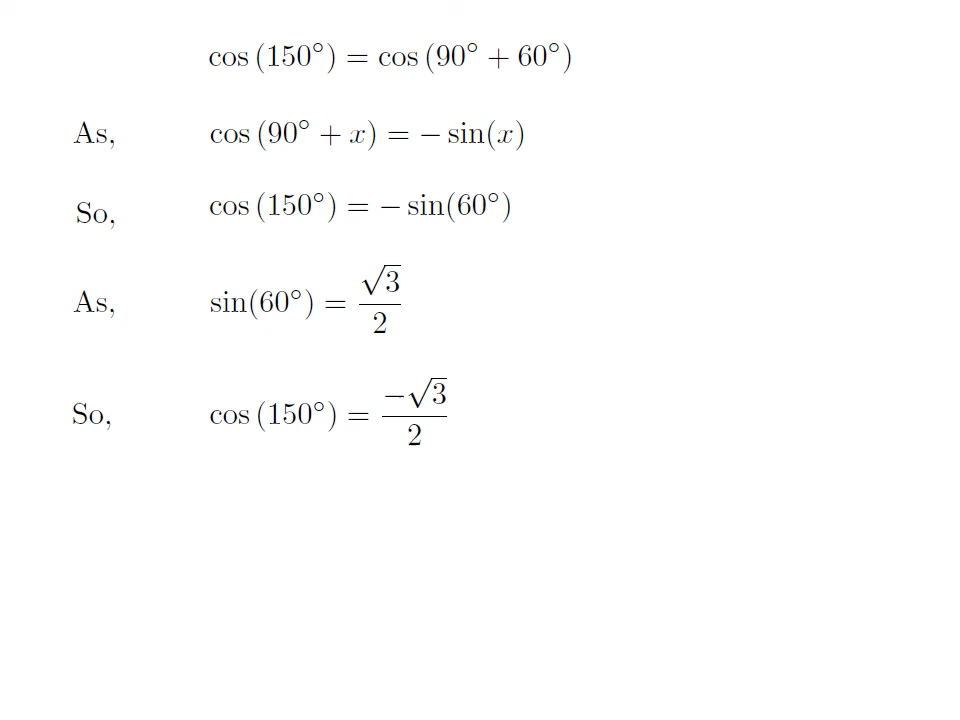 cos (150°) = cos (90° + 60°)
As, cos (90° + x) = − sin(x)
So, cos (150°) = − sin(60°)
As, sin(60°) = √3/2
So, cos (150°) = −√3/2